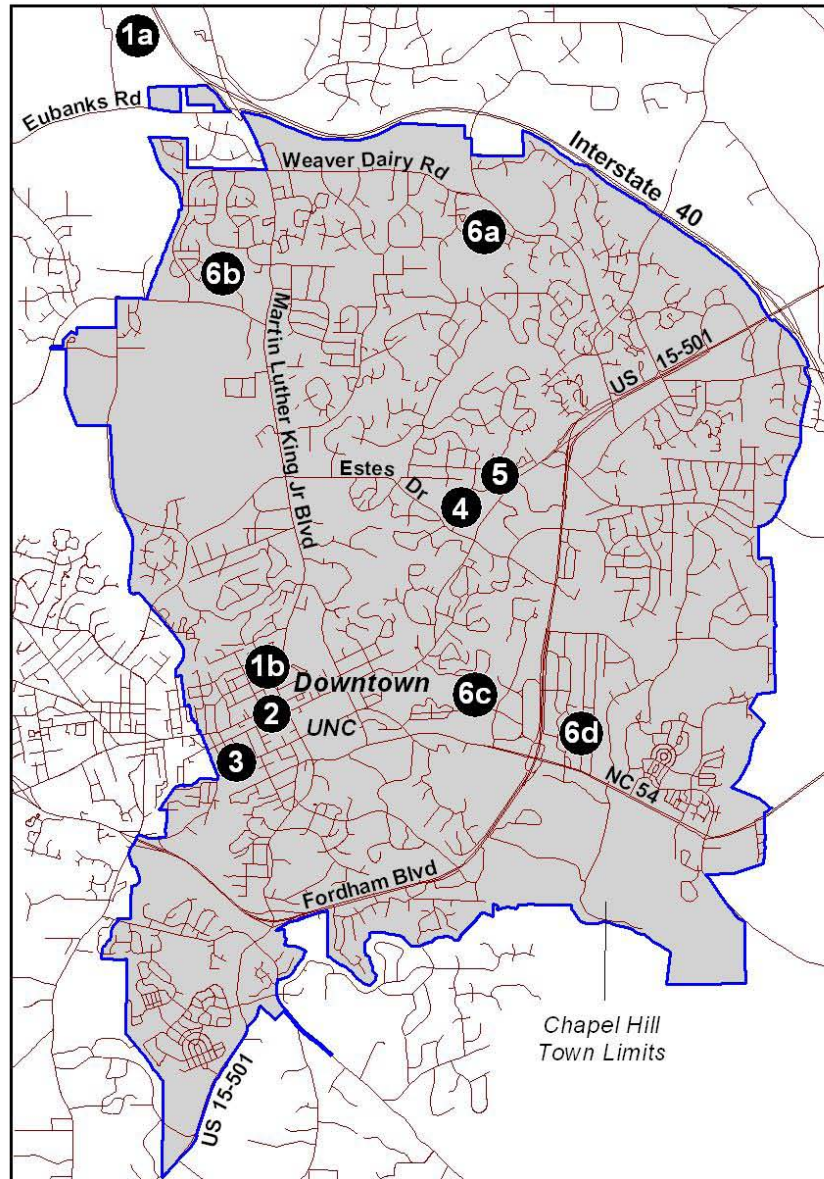 1a
Eubanks Rd
Weaver Dairy Rd
Interstate 40
6a
6b
Martin Luther King Jr Blvd
US 15-501
Estes Dr
5
4
1b
Downtown
6c
2
UNC
6d
3
NC 54
Fordham Blvd
Chapel Hill
Town Limits
US 15-501